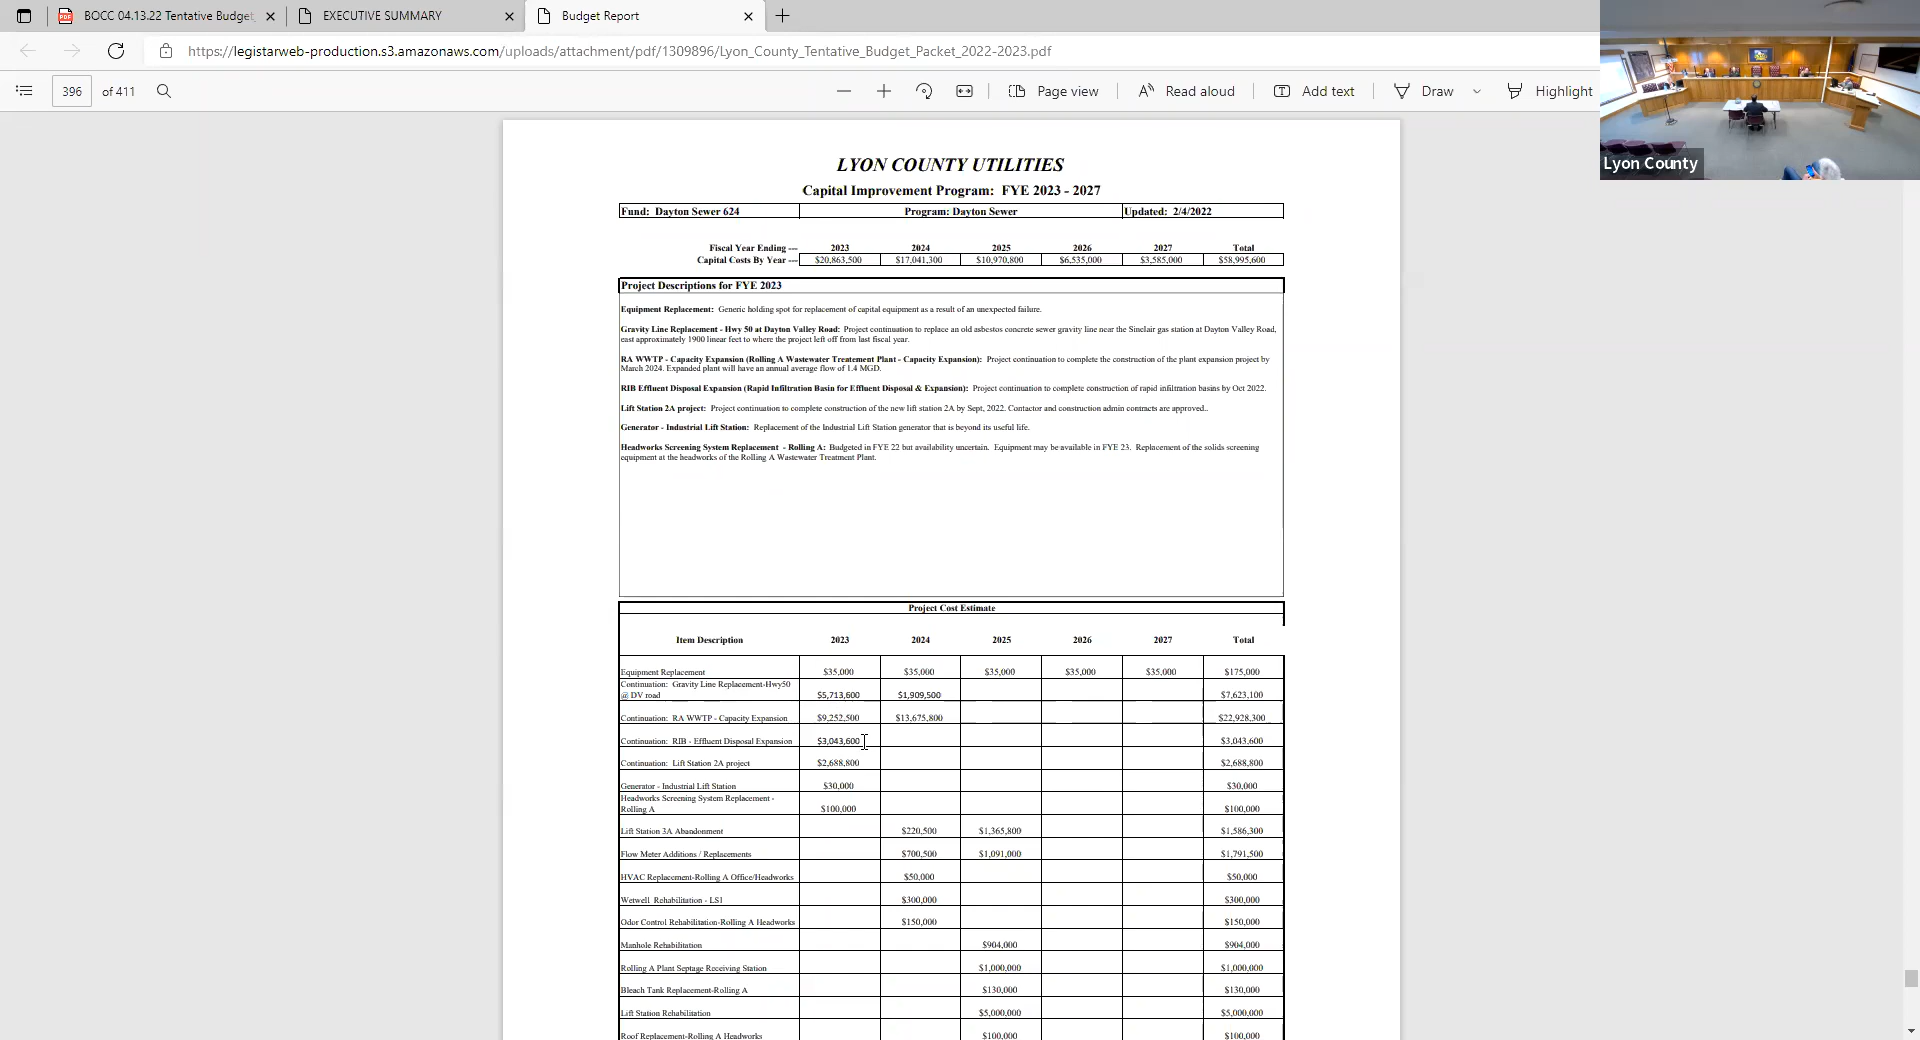 BOCC 04.13.22 Tentative Budget
EXECUTIVE SUMMARY
Budget Report
https://legistarweb-production.s3.amazonaws.com/uploads/attachment/pdf/1309896/Lyon_County_Tentative_Budget_Packet_2022-2023.pdf
396 of 411
Page view
Read aloud
Add text
Draw
Highlight
Lyon County
LYON COUNTY UTILITIES
Capital Improvement Program: FYE 2023 - 2027
Fund: Dayton Sewer 624 Program: Dayton Sewer Updated: 2/4/2022
Fiscal Year Ending --- 2023 2024 2025 2026 2027 Total
Capital Costs By Year --- $20,863,500 $17,041,300 $10,970,800 $6,535,000 $3,585,000 $58,995,600
Project Descriptions for FYE 2023
Equipment Replacement: Generic holding spot for replacement of capital equipment as a result of an unexpected failure.
Gravity Line Replacement - Hwy 50 at Dayton Valley Road: Project continuation to replace an old asbestos concrete sewer gravity line near the Sinclair gas station at Dayton Valley Road,
east approximately 1900 linear feet to where the project left off from last fiscal year.
RA WWTP - Capacity Expansion (Rolling A Wastewater Treatement Plant - Capacity Expansion): Project continuation to complete the construction of the plant expansion project by
March 2024. Expanded plant will have an annual average flow of 1.4 MGD.
RIB Effluent Disposal Expansion (Rapid Infiltration Basin for Effluent Disposal & Expansion): Project continuation to complete construction of rapid infiltration basins by Oct 2022.
Lift Station 2A project: Project continuation to complete construction of the new lift station 2A by Sept, 2022. Contactor and construction admin contracts are approved..
Generator - Industrial Lift Station: Replacement of the Industrial Lift Station generator that is beyond its useful life.
Headworks Screening System Replacement - Rolling A: Budgeted in FYE 22 but availability uncertain. Equipment may be available in FYE 23. Replacement of the solids screening
equipment at the headworks of the Rolling A Wastewater Treatment Plant.
Project Cost Estimate
Item Description 2023 2024 2025 2026 2027 Total
Equipment Replacement $35,000 $35,000 $35,000 $35,000 $35,000 $175,000
Continuation: Gravity Line Replacement-Hwy50
@ DV road $5,713,600 $1,909,500 $7,623,100
Continuation: RA WWTP - Capacity Expansion $9,252,500 $13,675,800 $22,928,300
Continuation: RIB - Effluent Disposal Expansion $3,043,600 $3,043,600
Continuation: Lift Station 2A project $2,688,800 $2,688,800
Generator - Industrial Lift Station $30,000 $30,000
Headworks Screening System Replacement -
Rolling A $100,000 $100,000
Lift Station 3A Abandonment $220,500 $1,365,800 $1,586,300
Flow Meter Additions / Replacements $700,500 $1,091,000 $1,791,500
HVAC Replacement-Rolling A Office/Headworks $50,000 $50,000
Wetwell Rehabilitation - LS1 $300,000 $300,000
Odor Control Rehabilitation-Rolling A Headworks $150,000 $150,000
Manhole Rehabilitation $904,000 $904,000
Rolling A Plant Septage Receiving Station $1,000,000 $1,000,000
Bleach Tank Replacement-Rolling A $130,000 $130,000
Lift Station Rehabilitation $5,000,000 $5,000,000
Roof Replacement-Rolling A Headworks $100,000 $100,000